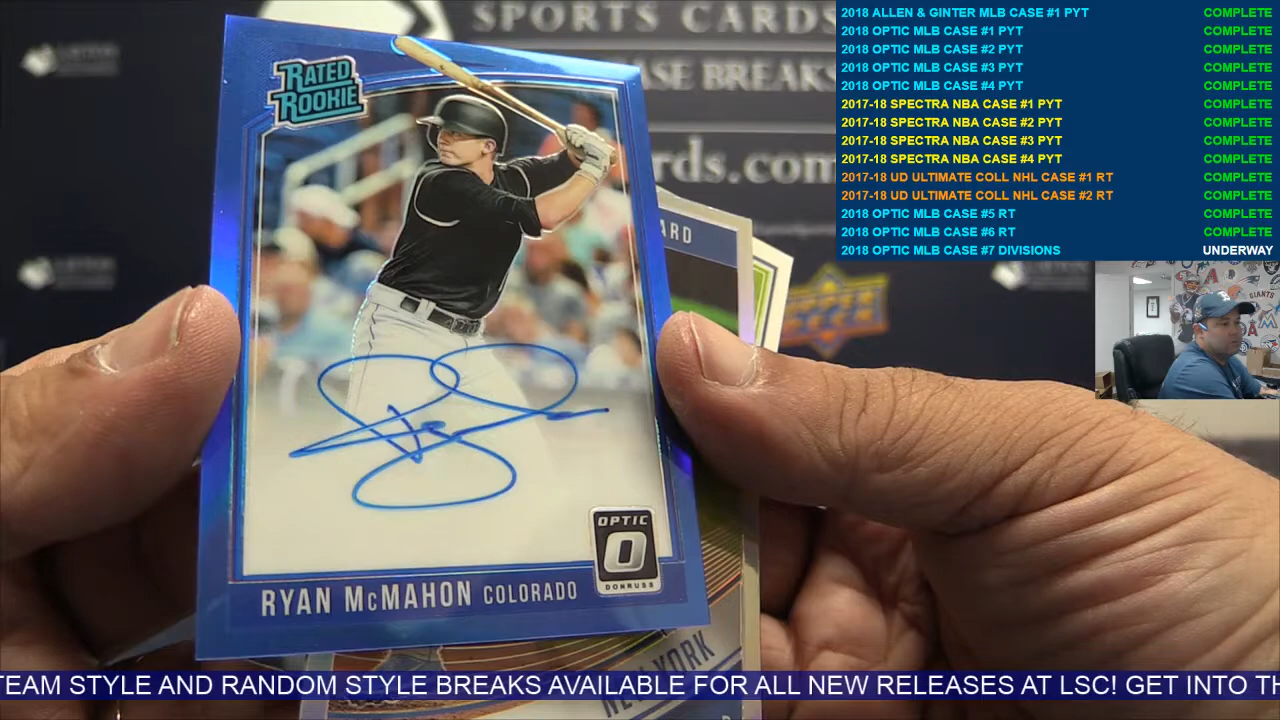 SPORTS CARDS
ASE BREAKS
cards.com
2018 ALLEN & GINTER MLB CASE #1 PYT COMPLETE
2018 OPTIC MLB CASE #1 PYT COMPLETE
2018 OPTIC MLB CASE #2 PYT COMPLETE
2018 OPTIC MLB CASE #3 PYT COMPLETE
2018 OPTIC MLB CASE #4 PYT COMPLETE
2017-18 SPECTRA NBA CASE #1 PYT COMPLETE
2017-18 SPECTRA NBA CASE #2 PYT COMPLETE
2017-18 SPECTRA NBA CASE #3 PYT COMPLETE
2017-18 SPECTRA NBA CASE #4 PYT COMPLETE
2017-18 UD ULTIMATE COLL NHL CASE #1 RT COMPLETE
2017-18 UD ULTIMATE COLL NHL CASE #2 RT COMPLETE
2018 OPTIC MLB CASE #5 RT COMPLETE
2018 OPTIC MLB CASE #6 RT COMPLETE
2018 OPTIC MLB CASE #7 DIVISIONS UNDERWAY
RATED
ROOKIE
ARD
GIANTS
OPTIC
O
DONRUSS
RYAN McMAHON COLORADO
NEW YORK
TEAM STYLE AND RANDOM STYLE BREAKS AVAILABLE FOR ALL NEW RELEASES AT LSC! GET INTO TH